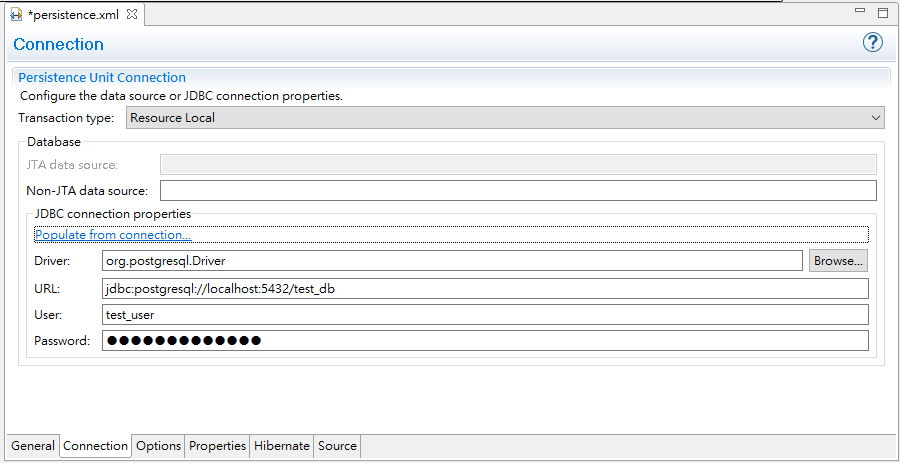 *persistence.xml
Connection
?
Persistence Unit Connection
Configure the data source or JDBC connection properties.
Transaction type: Resource Local
Database
JTA data source:
Non-JTA data source:
JDBC connection properties
Populate from connection...
Driver: org.postgresql.Driver Browse...
URL: jdbc:postgresql://localhost:5432/test_db
User: test_user
Password: ●●●●●●●●●●●●●
General Connection Options Properties Hibernate Source